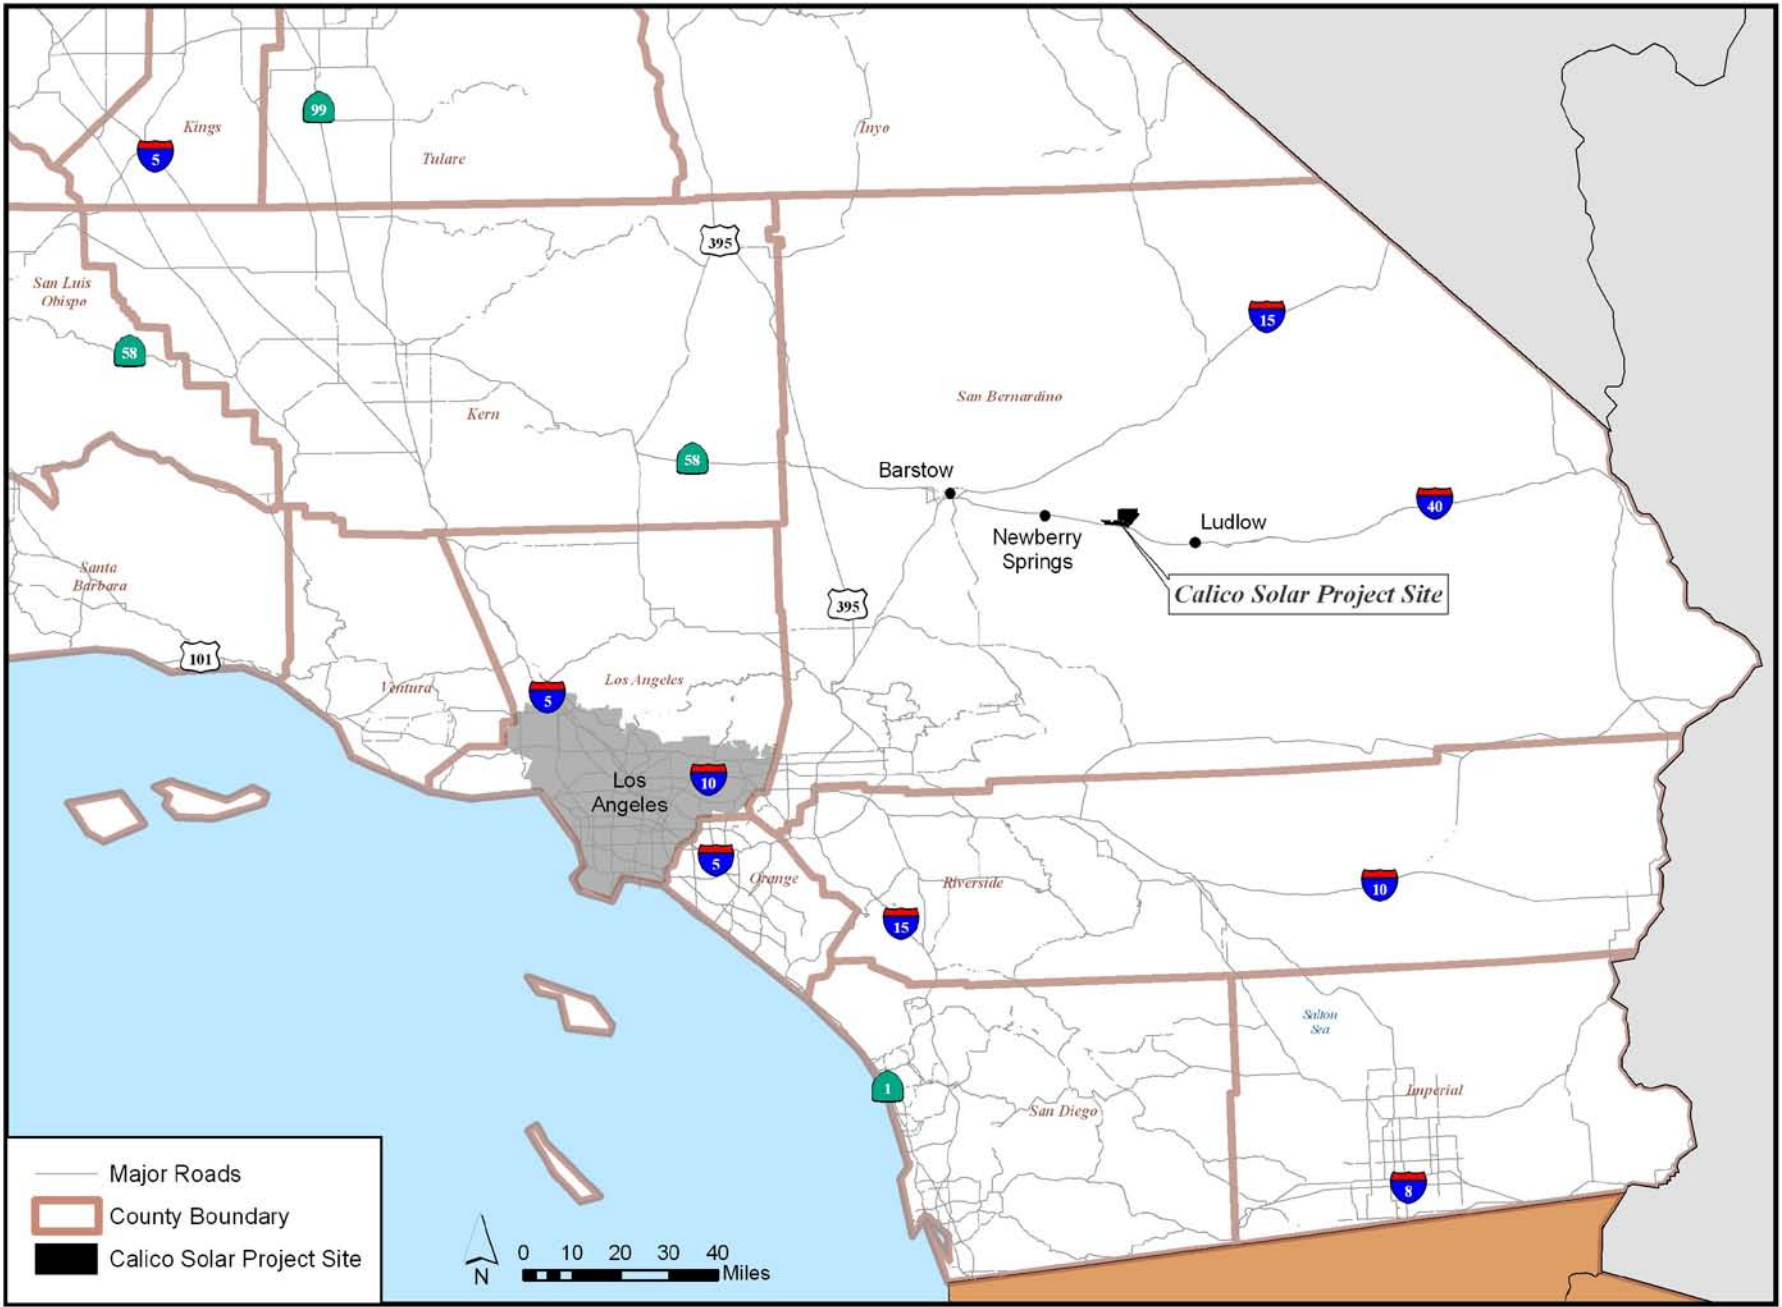 99
Kings
5
Inyo
Tulare
395
San Luis
Obispo
15
58
San Bernardino
Kern
58
Barstow
40
Ludlow
Newberry
Springs
Santa
Barbara
Calico Solar Project Site
395
101
Los Angeles
Ventura
5
10
Los
Angeles
5
Orange
Riverside
10
15
Salton
Sea
1
Imperial
San Diego
Major Roads
8
County Boundary
Calico Solar Project Site
0 10 20 30 40
Miles
N